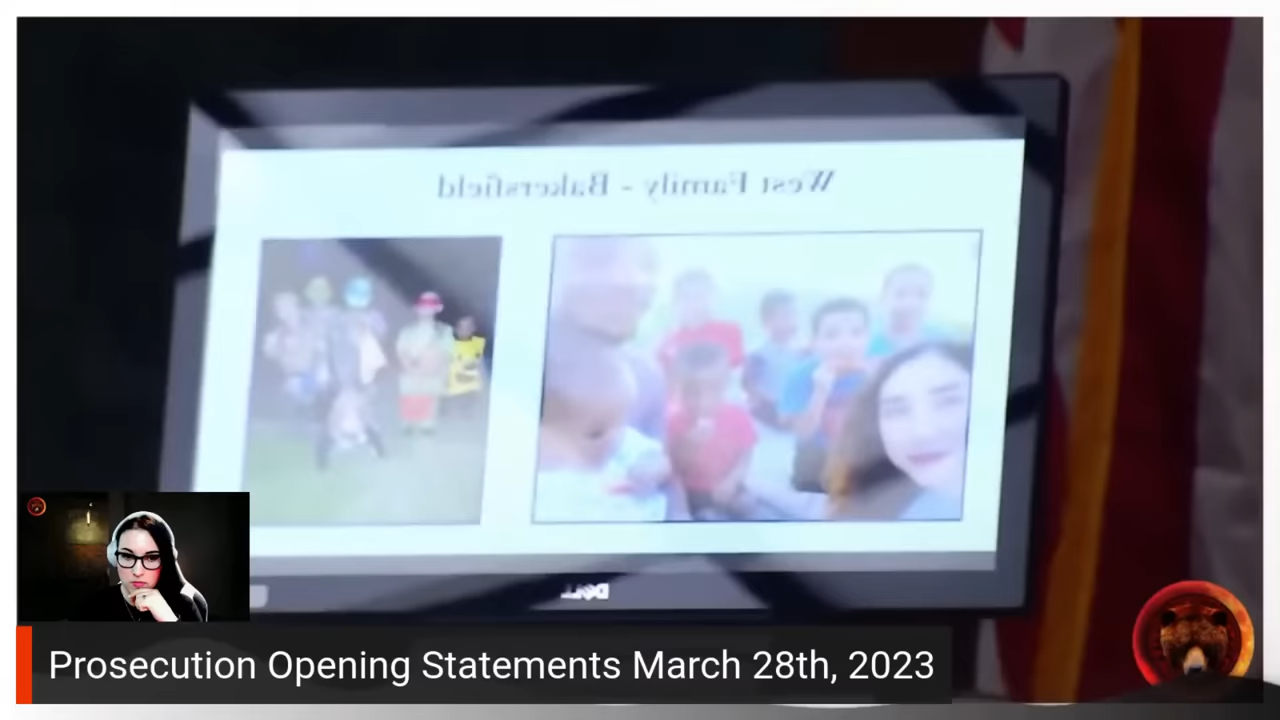 West Family - Bakersfield
DELL
Prosecution Opening Statements March 28th, 2023